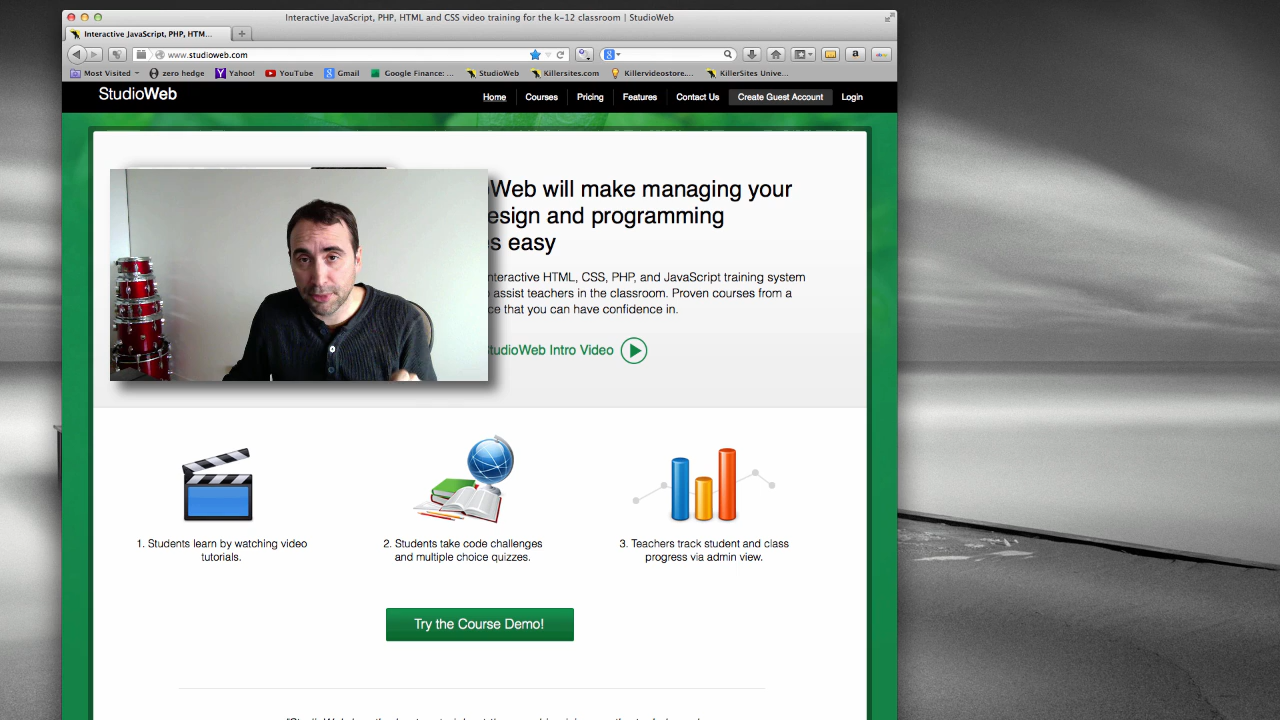 Interactive JavaScript, PHP, HTML and CSS video training for the k-12 classroom | StudioWeb
Interactive JavaScript, PHP, HTM...
www.studioweb.com
Most Visited
zero hedge
Yahoo!
YouTube
Gmail
Google Finance: ...
StudioWeb
Killersites.com
Killervideostore....
KillerSites Unive...
StudioWeb
Home
Courses
Pricing
Features
Contact Us
Create Guest Account
Login
Web will make managing your
and programming
easy
HTML, CSS, PHP, and JavaScript training system
assist teachers in the classroom. Proven courses from a
that you can have confidence in.
Intro Video
1. Students learn by watching video
tutorials.
2. Students take code challenges
and multiple choice quizzes.
3. Teachers track student and class
progress via admin view.
Try the Course Demo!